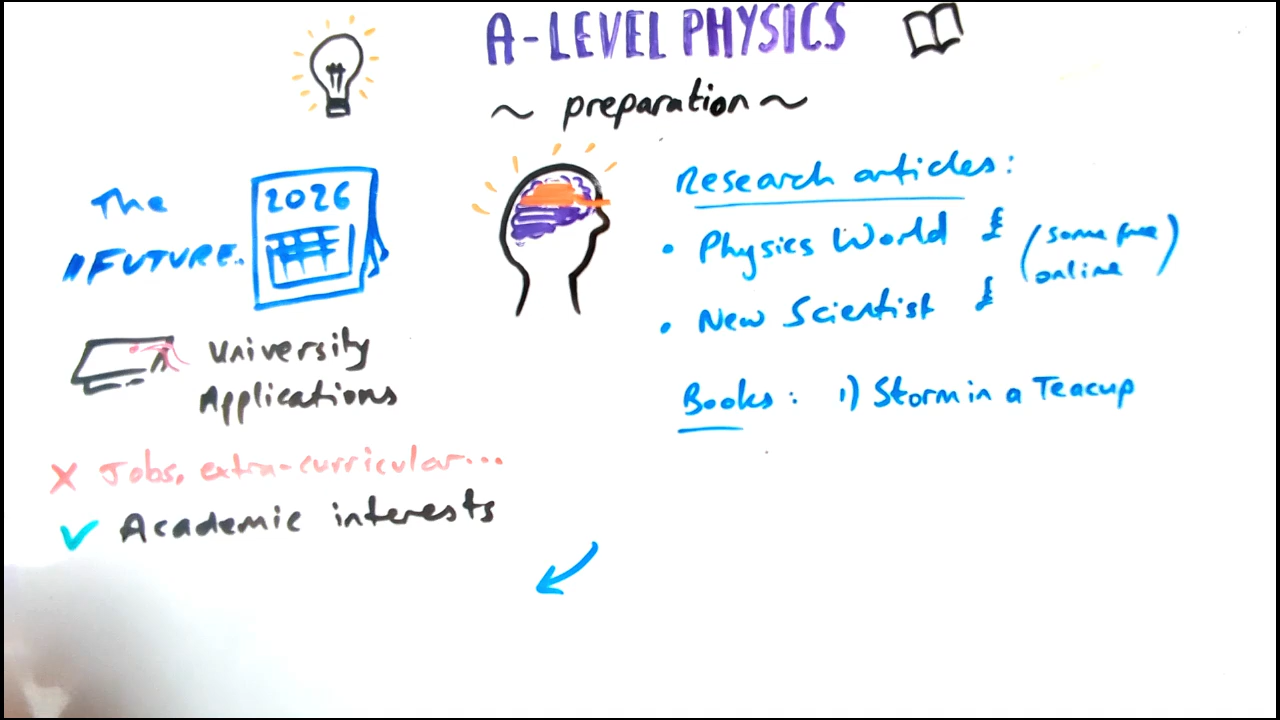 A-LEVEL PHYSICS
~ preparation ~
The
FUTURE..
2026
University
Applications
X Jobs, extra-curricular...
✓ Academic interests
Research articles:
• Physics World £ (some free
online)
• New Scientist £
Books: 1) Storm in a Teacup